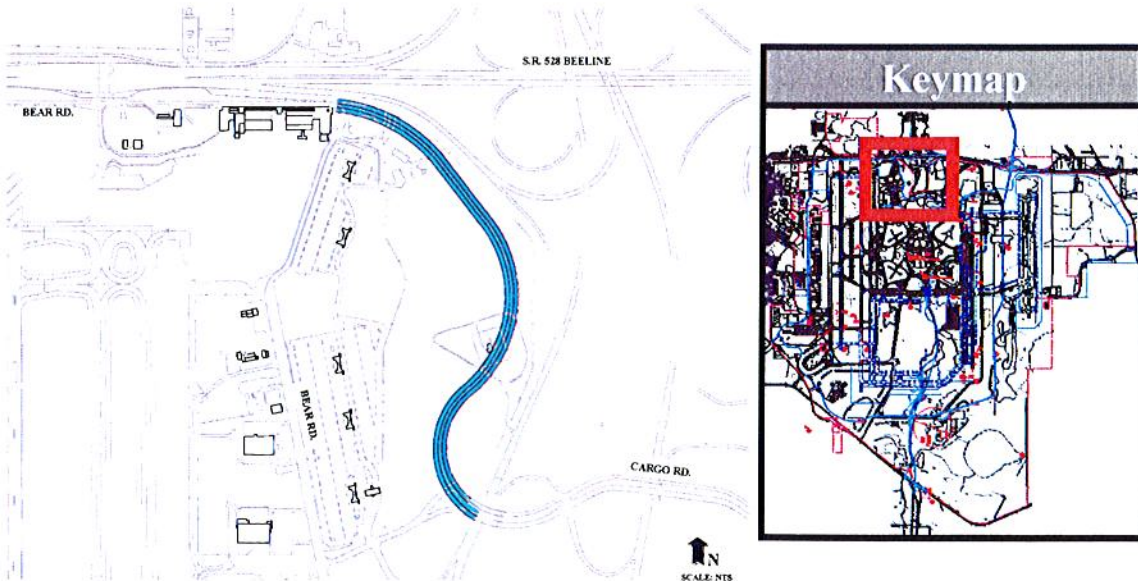 S.R. 528 BEELINE
BEAR RD.
BEAR RD.
CARGO RD.
N
SCALE: NTS
Keymap